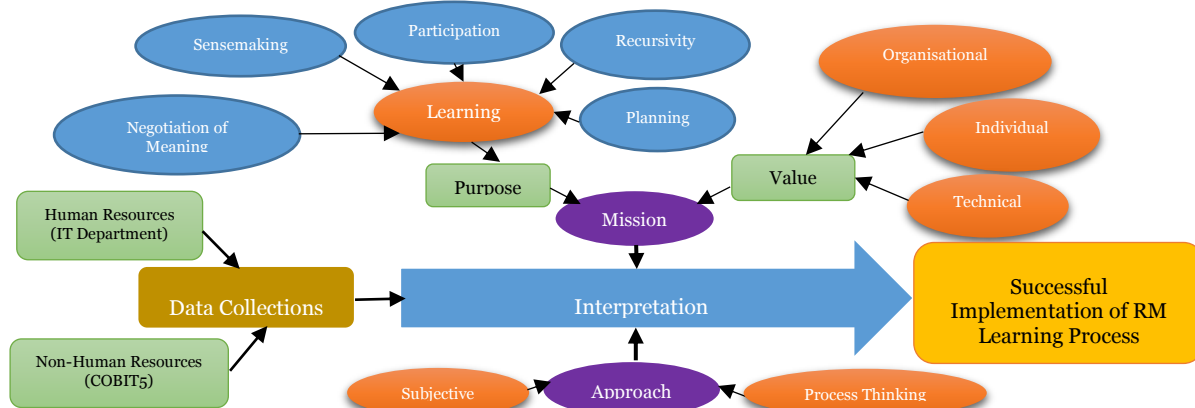 Sensemaking
Participation
Recursivity
Organisational
Learning
Planning
Individual
Negotiation of
Meaning
Purpose
Value
Technical
Mission
Human Resources
(IT Department)
Data Collections
Interpretation
Successful
Implementation of RM
Learning Process
Non-Human Resources
(COBIT5)
Subjective
Approach
Process Thinking